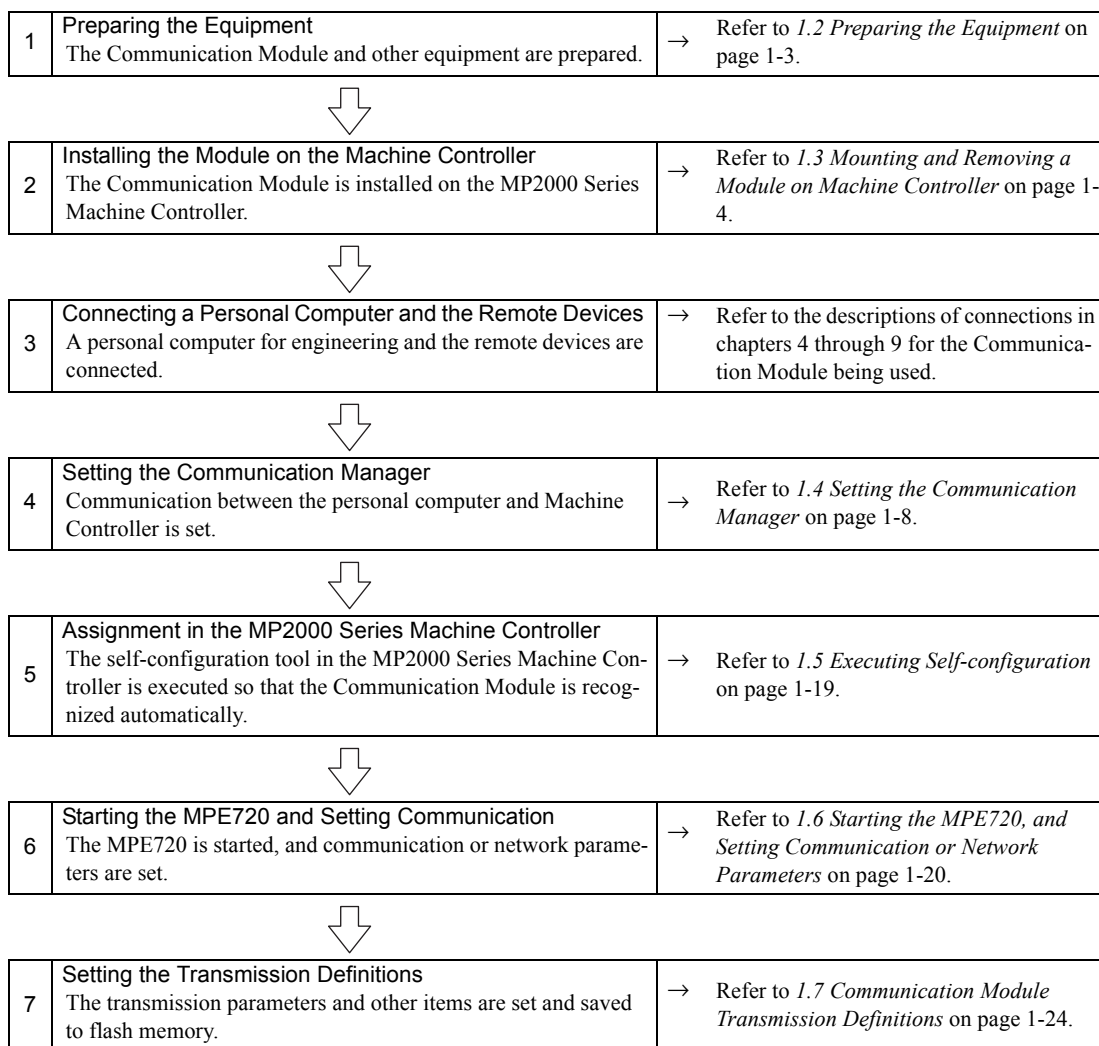 1
Preparing the Equipment
The Communication Module and other equipment are prepared.
→ Refer to 1.2 Preparing the Equipment on
page 1-3.
2
Installing the Module on the Machine Controller
The Communication Module is installed on the MP2000 Series
Machine Controller.
→ Refer to 1.3 Mounting and Removing a
Module on Machine Controller on page 1-
4.
3
Connecting a Personal Computer and the Remote Devices
A personal computer for engineering and the remote devices are
connected.
→ Refer to the descriptions of connections in
chapters 4 through 9 for the Communica-
tion Module being used.
4
Setting the Communication Manager
Communication between the personal computer and Machine
Controller is set.
→ Refer to 1.4 Setting the Communication
Manager on page 1-8.
5
Assignment in the MP2000 Series Machine Controller
The self-configuration tool in the MP2000 Series Machine Con-
troller is executed so that the Communication Module is recog-
nized automatically.
→ Refer to 1.5 Executing Self-configuration
on page 1-19.
6
Starting the MPE720 and Setting Communication
The MPE720 is started, and communication or network parame-
ters are set.
→ Refer to 1.6 Starting the MPE720, and
Setting Communication or Network
Parameters on page 1-20.
7
Setting the Transmission Definitions
The transmission parameters and other items are set and saved
to flash memory.
→ Refer to 1.7 Communication Module
Transmission Definitions on page 1-24.